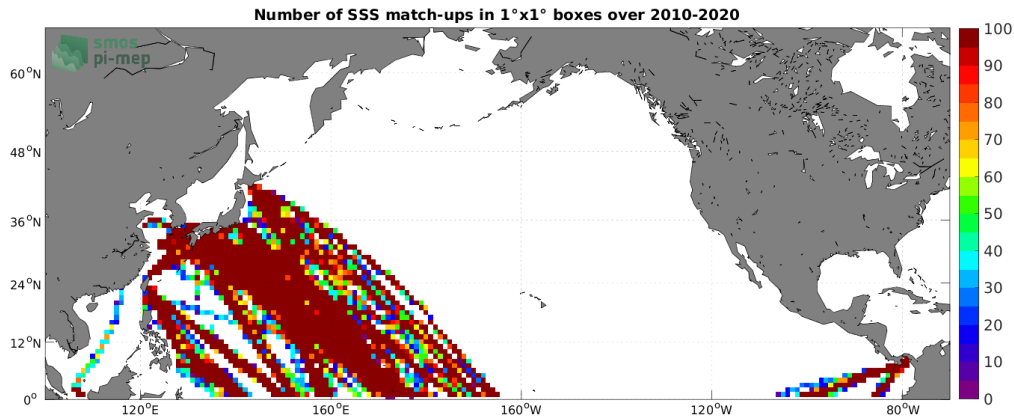 Number of SSS match-ups in 1°x1° boxes over 2010-2020
smos
pi-mep
60°N
48°N
36°N
24°N
12°N
0°
120°E
160°E
160°W
120°W
80°W
100
90
80
70
60
50
40
30
20
10
0